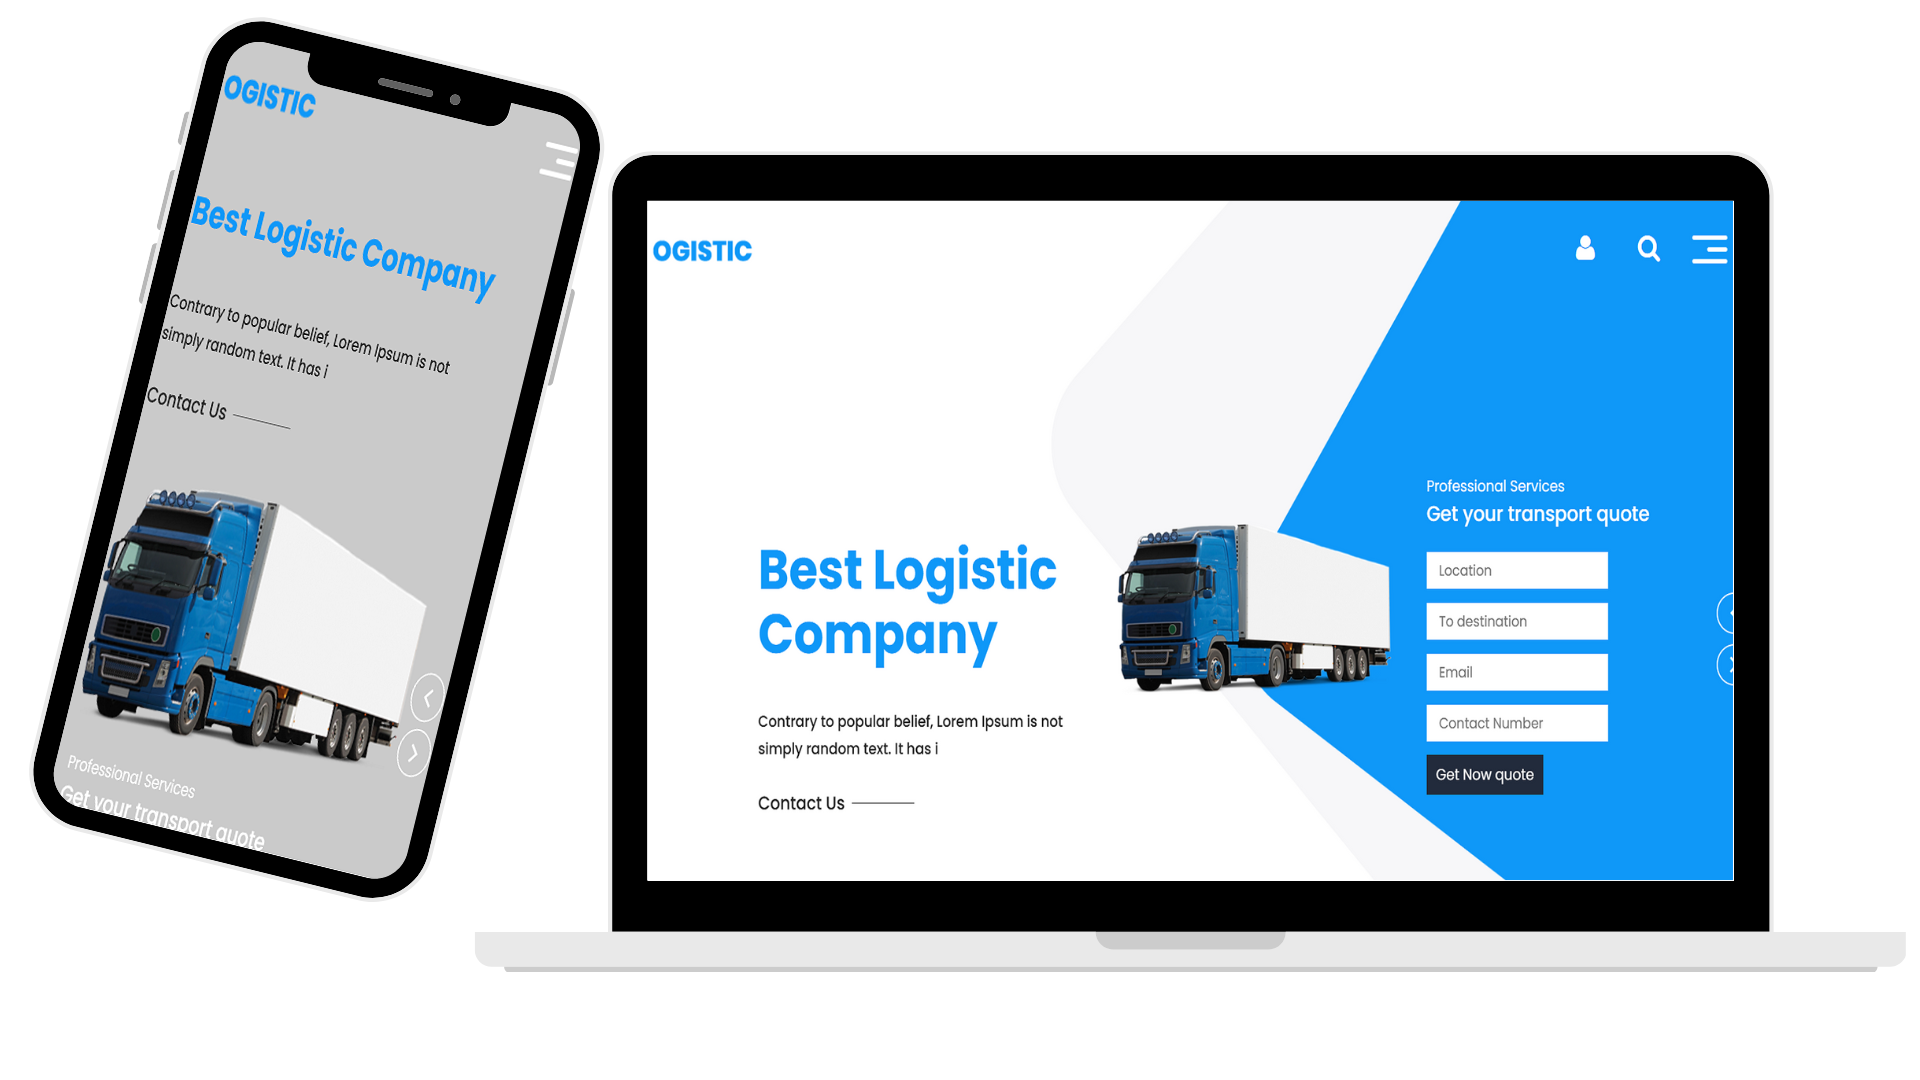 OGISTIC
Best Logistic Company
Contrary to popular belief, Lorem Ipsum is not
simply random text. It has i
Contact Us
Professional Services
Get your transport quote
OGISTIC
Best Logistic
Company
Contrary to popular belief, Lorem Ipsum is not
simply random text. It has i
Contact Us
Professional Services
Get your transport quote
Location
To destination
Email
Contact Number
Get Now quote